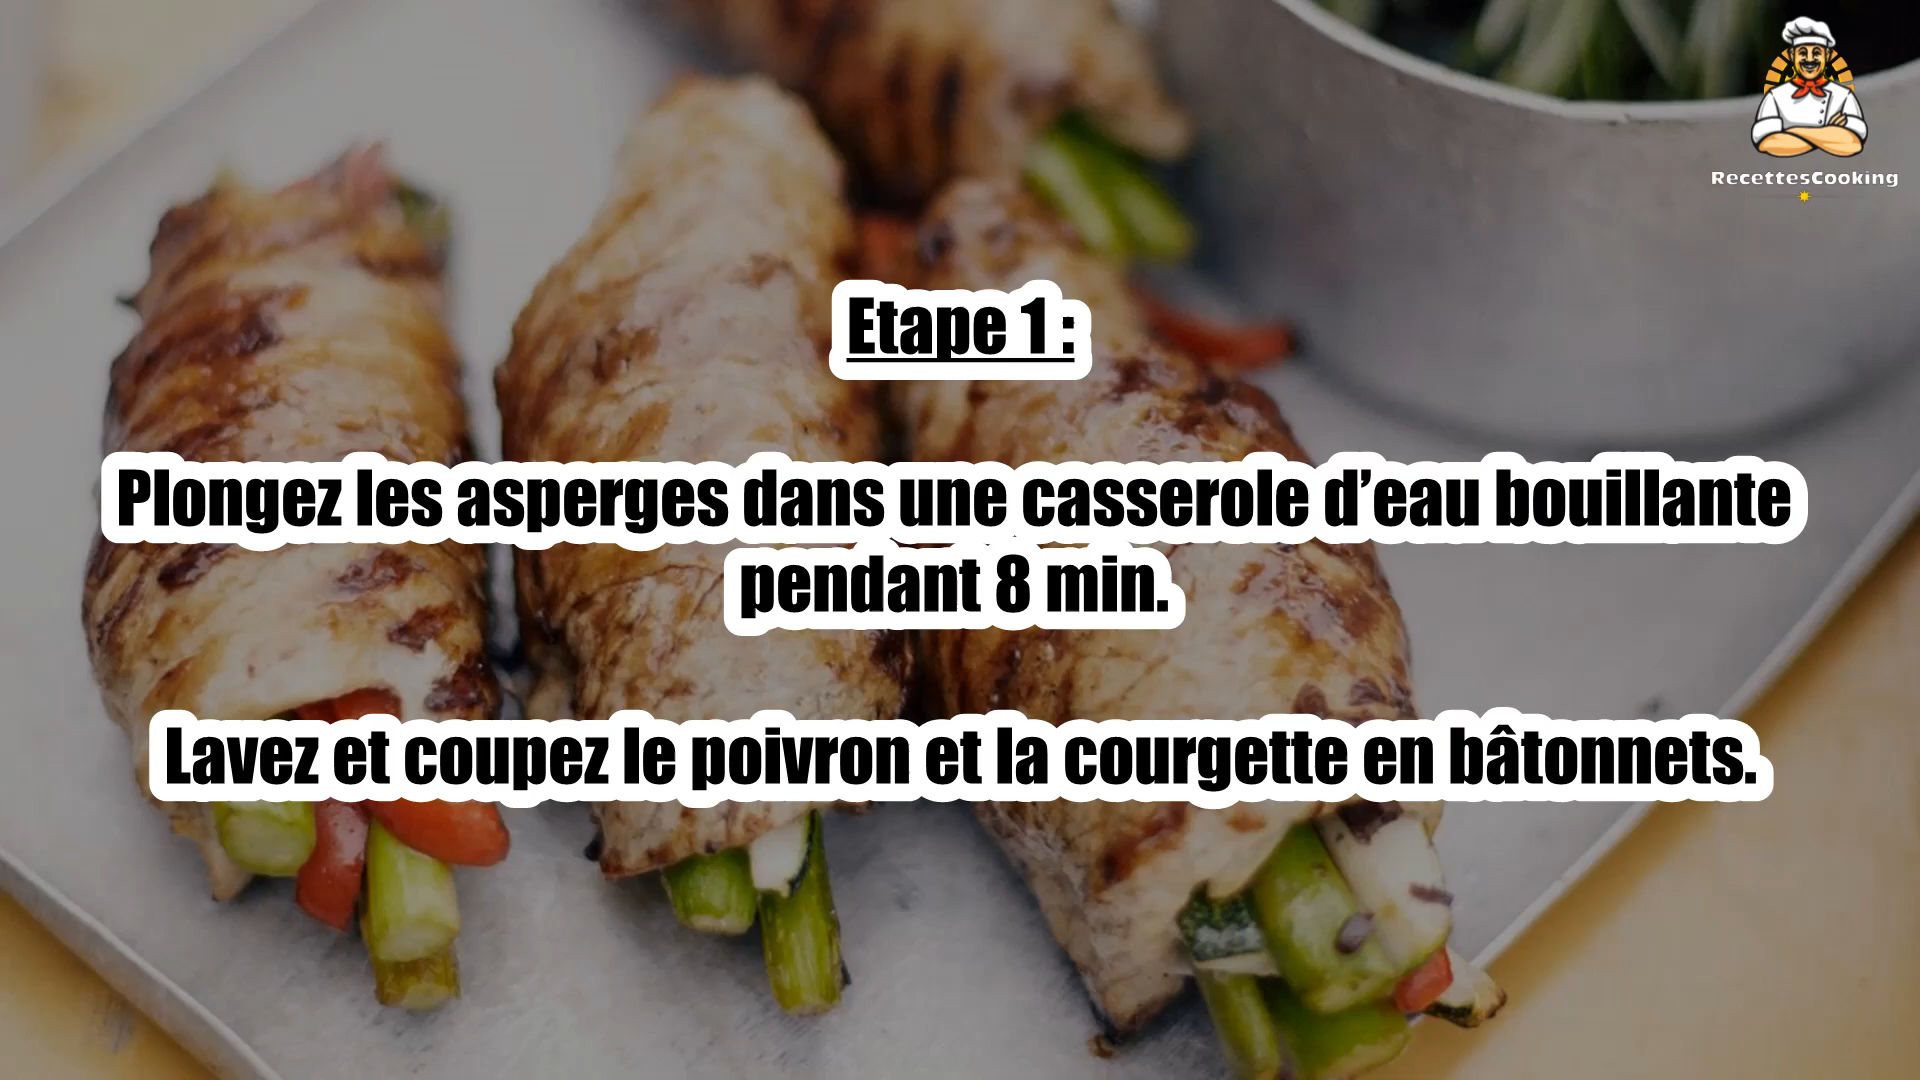 RecettesCooking
Etape 1 :
Plongez les asperges dans une casserole d’eau bouillante
pendant 8 min.
Lavez et coupez le poivron et la courgette en bâtonnets.